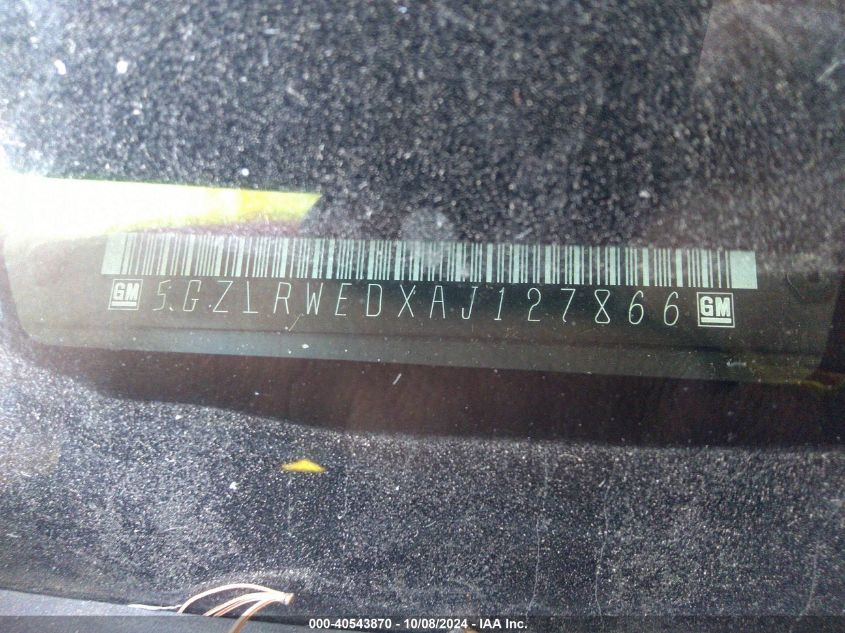 GM 5GZLRWEDXAJ127866 GM
000-40543870 - 10/08/2024 - IAA Inc.